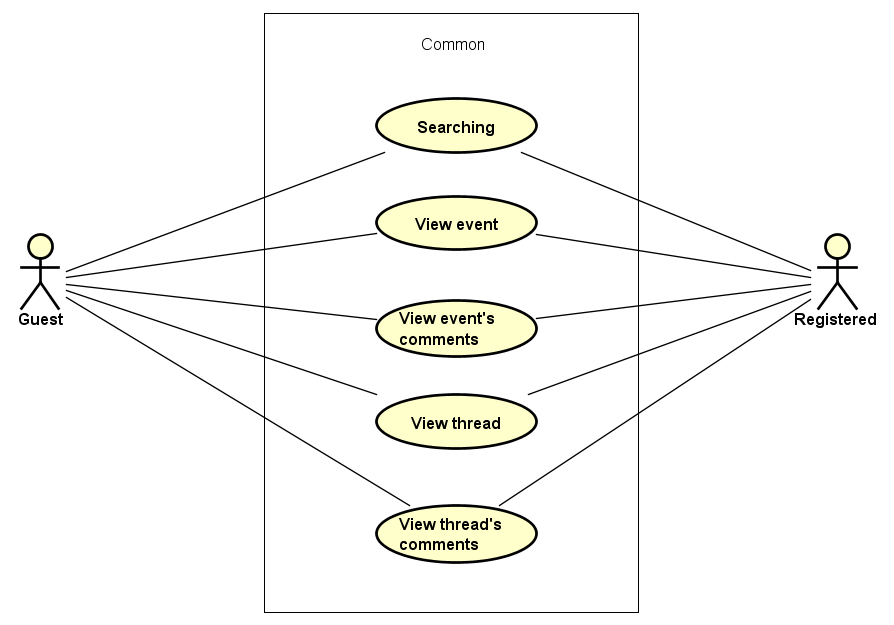 Common
Searching
View event
Guest
Registered
View event's
comments
View thread
View thread's
comments